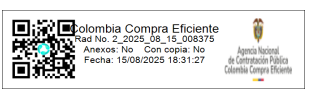 Colombia Compra Eficiente
Rad No. 2_2025_08_15_008375
Anexos: No Con copia: No
Fecha: 15/08/2025 18:31:27
Agencia Nacional
de Contratación Pública
Colombia Compra Eficiente